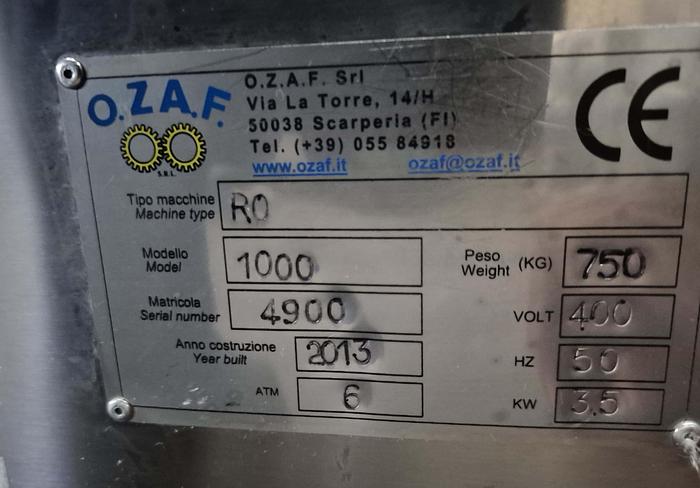 O.Z.A.F.
S.R.L.
O.Z.A.F. Srl
Via La Torre, 14/H
50038 Scarperia (FI)
Tel. (+39) 055 84918
www.ozaf.it ozaf@ozaf.it
CE
Tipo macchine
Machine type
RO
Modello
Model
1000
Peso
Weight (KG) 750
Matricola
Serial number
4900
VOLT 400
Anno costruzione
Year built
2013
HZ 50
ATM 6
KW 3.5